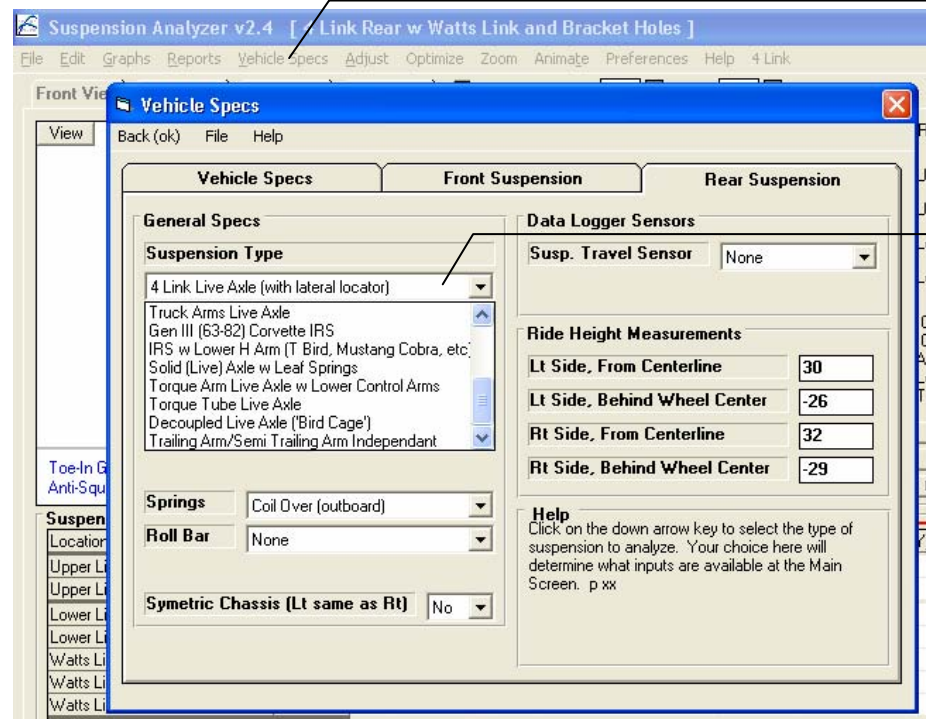 Suspension Analyzer v2.4 [ 4 Link Rear w Watts Link and Bracket Holes ]
File Edit Graphs Reports Vehicle Specs Adjust Optimize Zoom Animate Preferences Help 4 Link
Front Vie
View
Vehicle Specs
Back (ok) File Help
Vehicle Specs Front Suspension Rear Suspension
General Specs
Suspension Type
4 Link Live Axle (with lateral locator)
Truck Arms Live Axle
Gen III (63-82) Corvette IRS
IRS w Lower H Arm (T Bird, Mustang Cobra, etc)
Solid (Live) Axle w Leaf Springs
Torque Arm Live Axle w Lower Control Arms
Torque Tube Live Axle
Decoupled Live Axle ('Bird Cage')
Trailing Arm/Semi Trailing Arm Independant
Springs Coil Over (outboard)
Roll Bar None
Symetric Chassis (Lt same as Rt) No
Data Logger Sensors
Susp. Travel Sensor None
Ride Height Measurements
Lt Side, From Centerline 30
Lt Side, Behind Wheel Center -26
Rt Side, From Centerline 32
Rt Side, Behind Wheel Center -29
Help
Click on the down arrow key to select the type of
suspension to analyze. Your choice here will
determine what inputs are available at the Main
Screen. p xx
Toe-In G
Anti-Squ
Suspen
Location
Upper Li
Upper Li
Lower Li
Lower Li
Watts Li
Watts Li
Watts Li